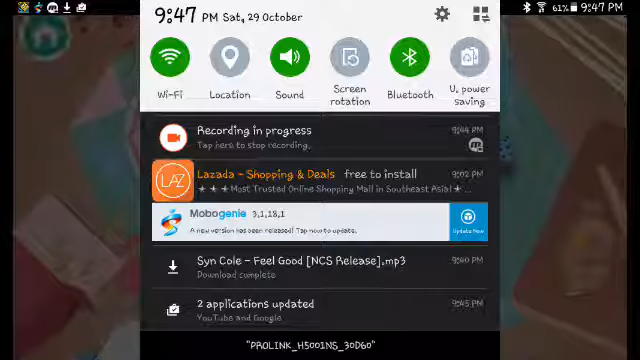 61% 9:47 PM
9:47 PM Sat, 29 October
Wi-Fi
Location
Sound
Screen
rotation
Bluetooth
U. power
saving
Recording in progress 9:44 PM
Tap here to stop recording.
Lazada - Shopping & Deals free to install 9:02 PM
★ ★ ★Most Trusted Online Shopping Mall in Southeast Asia! ★
LAZ
Mobogenie 3,1,18,1
A new version has been released! Tap now to update.
Update Now
Syn Cole - Feel Good [NCS Release].mp3
Download complete
2 applications updated 9:45 PM
YouTube and Google
"PROLINK_H5001NS_30D60"